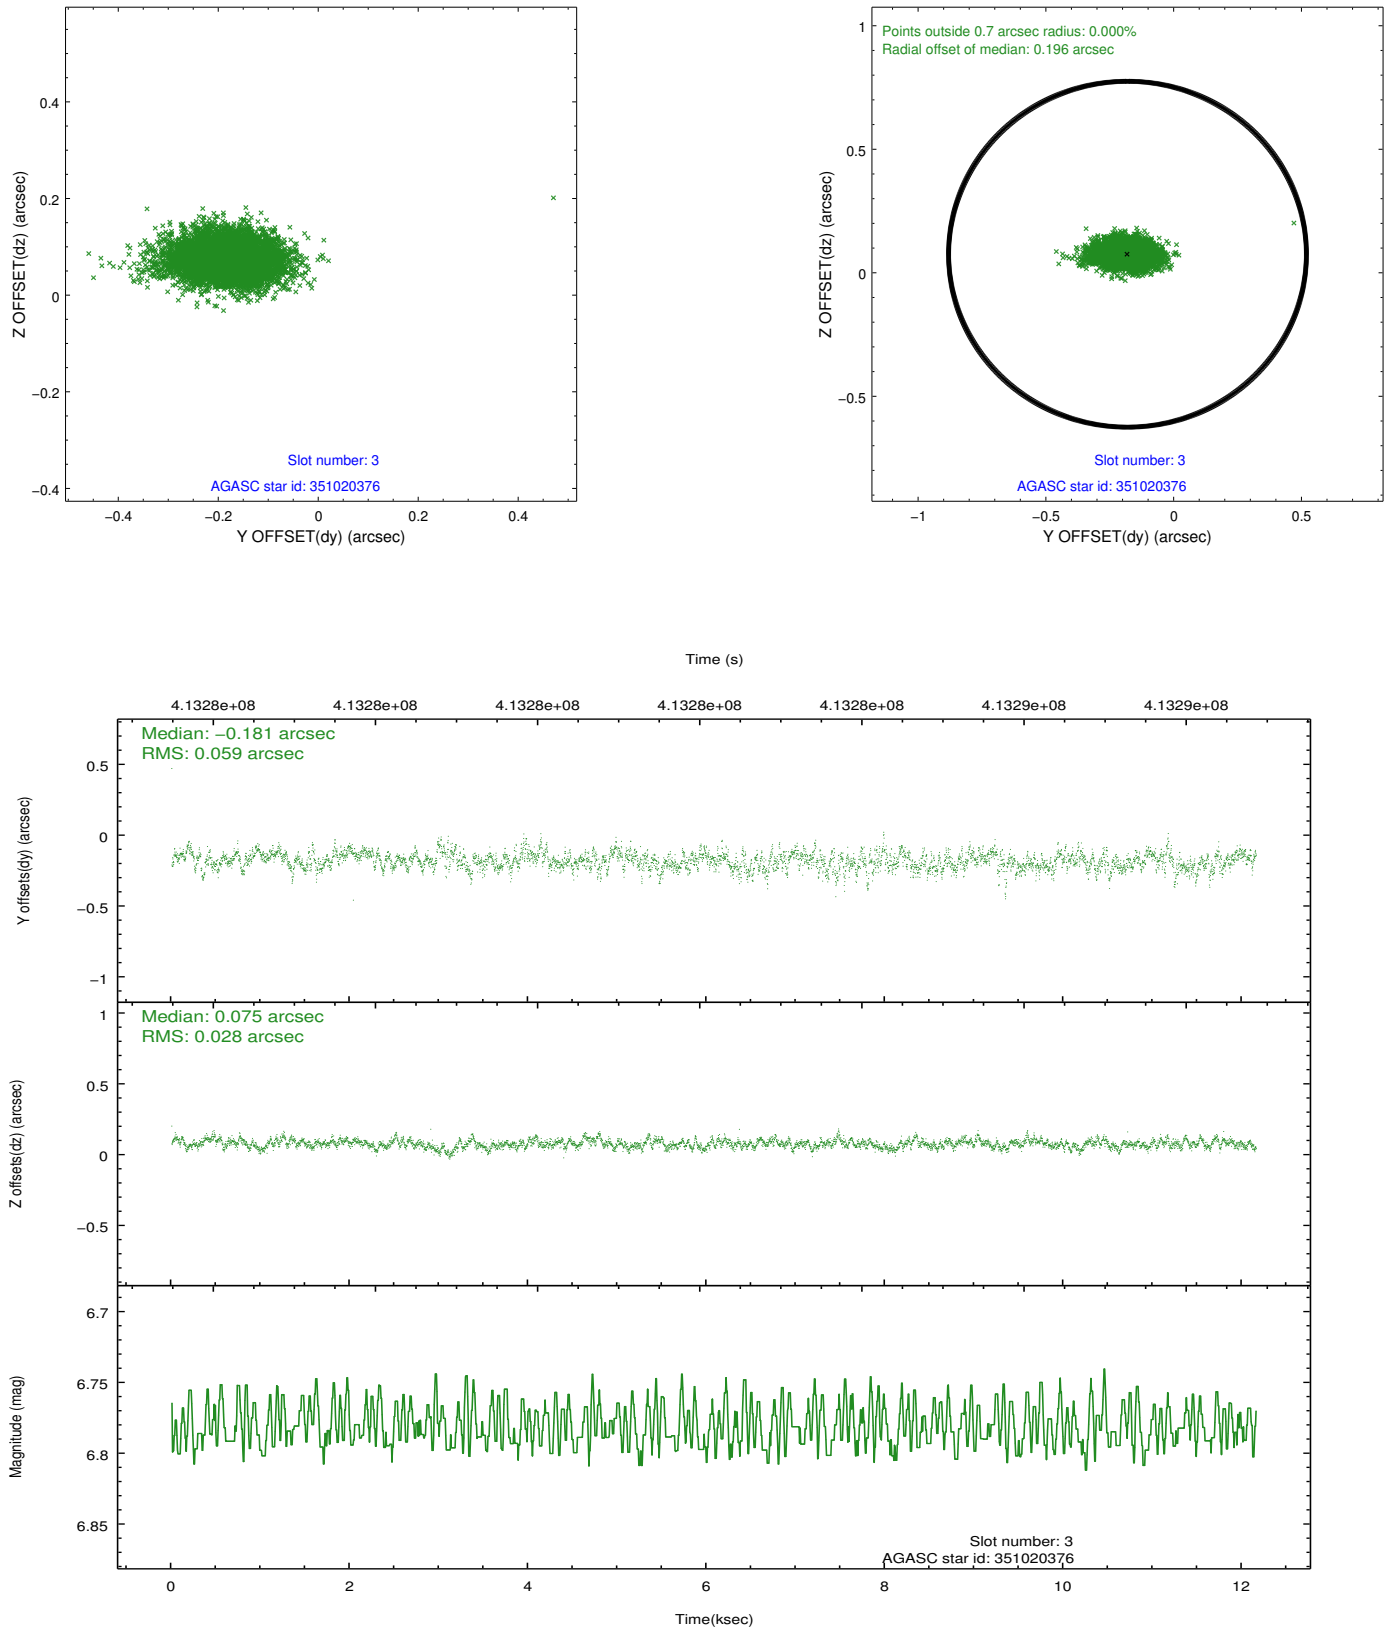 0.4
0.2
0
−0.2
−0.4
−0.4
−0.2
0
0.2
0.4
Z OFFSET(dz) (arcsec)
Y OFFSET(dy) (arcsec)
Slot number: 3
AGASC star id: 351020376
Points outside 0.7 arcsec radius: 0.000%
Radial offset of median: 0.196 arcsec
1
0.5
0
−0.5
−1
−0.5
0
0.5
Z OFFSET(dz) (arcsec)
Y OFFSET(dy) (arcsec)
Slot number: 3
AGASC star id: 351020376
Time (s)
4.1328e+08 4.1328e+08 4.1328e+08 4.1328e+08 4.1328e+08 4.1329e+08 4.1329e+08
Median: −0.181 arcsec
RMS: 0.059 arcsec
0.5
0
−0.5
−1
Y offsets(dy) (arcsec)
Median: 0.075 arcsec
RMS: 0.028 arcsec
1
0.5
0
−0.5
Z offsets(dz) (arcsec)
6.7
6.75
6.8
6.85
Magnitude (mag)
Slot number: 3
AGASC star id: 351020376
0 2 4 6 8 10 12
Time(ksec)